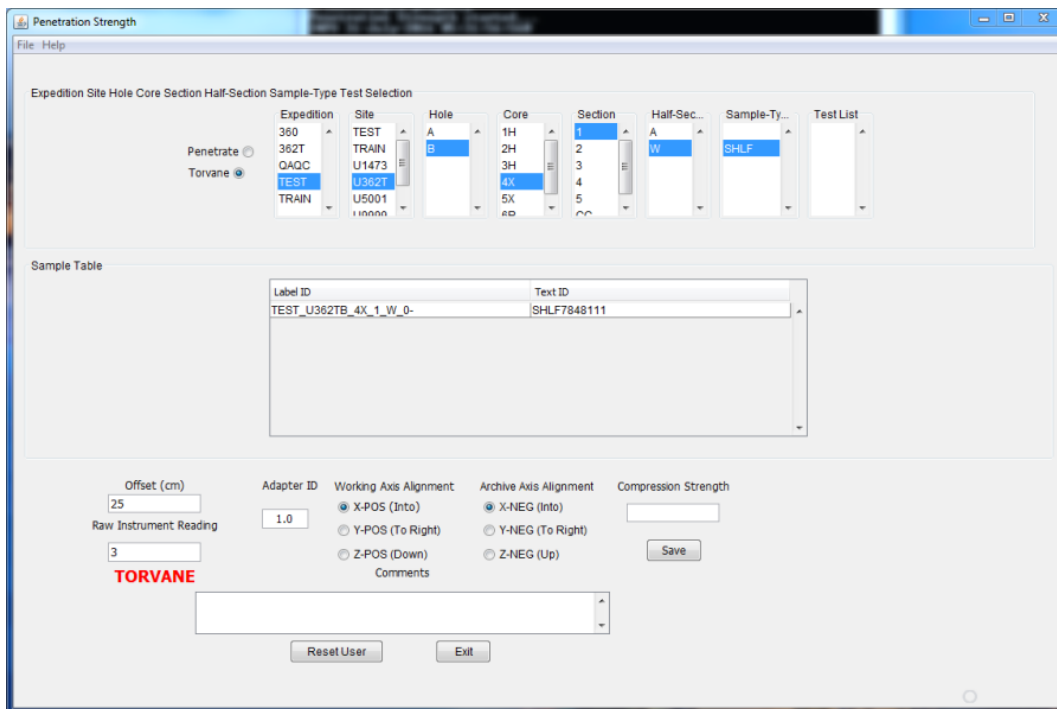 Penetration Strength
File Help
Expedition Site Hole Core Section Half-Section Sample-Type Test Selection
Expedition Site Hole Core Section Half-Sec... Sample-Ty... Test List
Penetrate
Torvane
360 TEST A 1H 1 A SHLF
362T TRAIN B 2H 2 W
QAQC U1473 3H 3
TEST U362T 4X 4
TRAIN U5001 5X 5
U9999 6R CC
Sample Table
Label ID Text ID
TEST_U362TB_4X_1_W_0- SHLF7848111
Offset (cm) Adapter ID Working Axis Alignment Archive Axis Alignment Compression Strength
25 1.0 X-POS (Into) X-NEG (Into)
Raw Instrument Reading Y-POS (To Right) Y-NEG (To Right)
3 Z-POS (Down) Z-NEG (Up) Save
TORVANE Comments
Reset User Exit